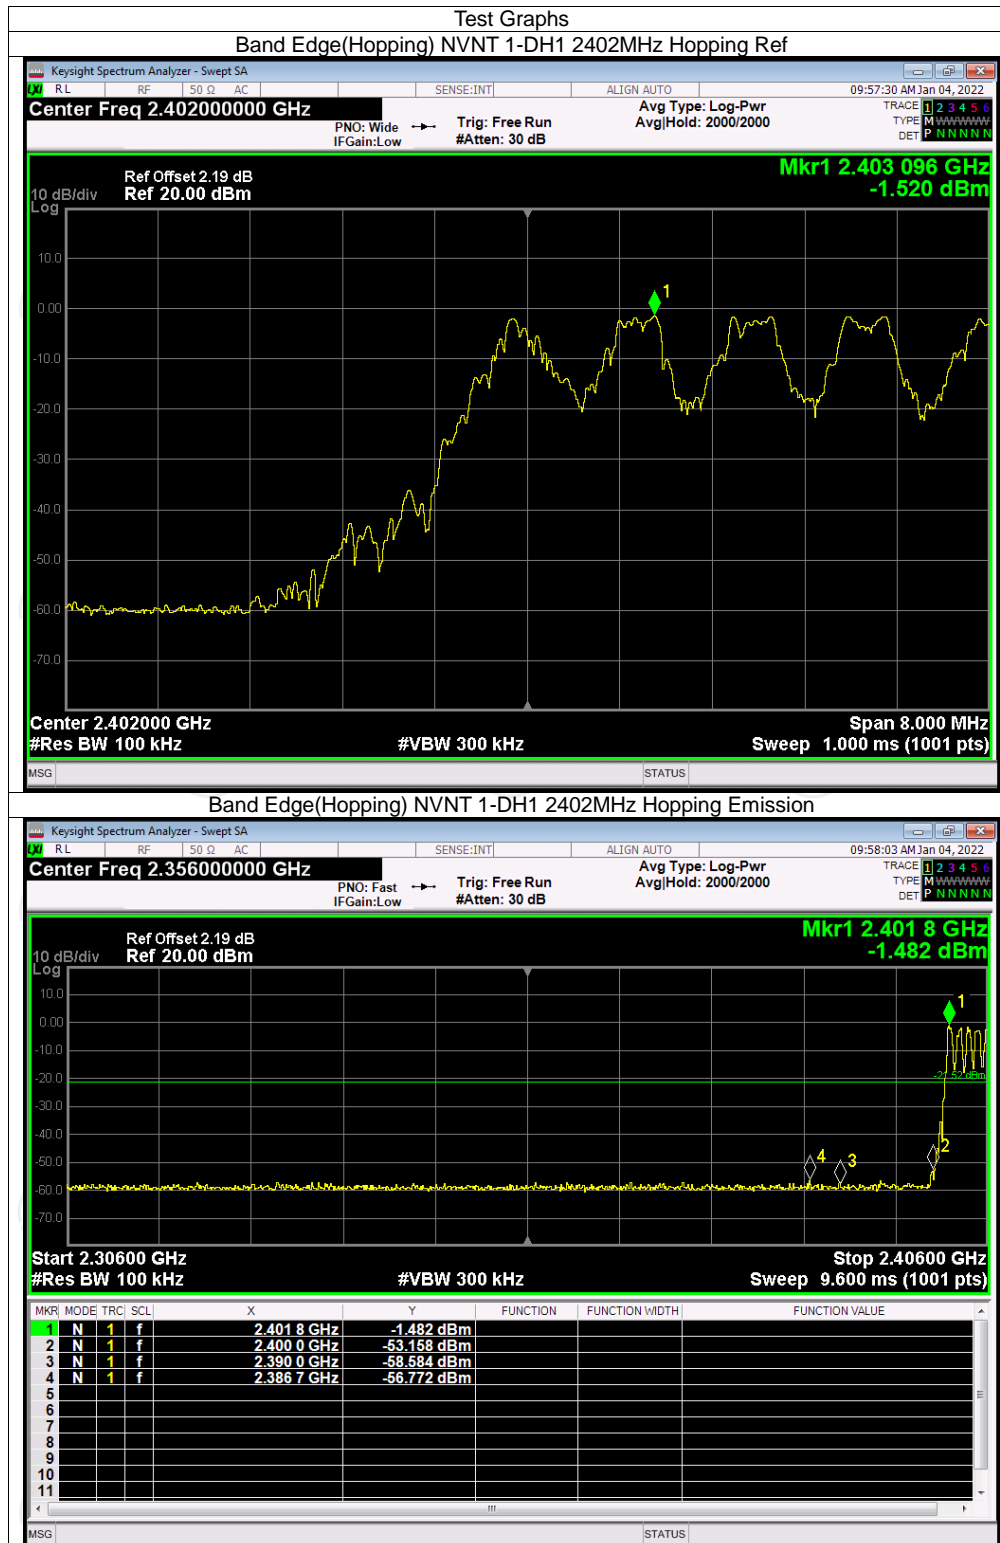 Test Graphs
Band Edge(Hopping) NVNT 1-DH1 2402MHz Hopping Ref
Keysight Spectrum Analyzer - Swept SA
LXI RL RF 50 Ω AC SENSE:INT ALIGN AUTO 09:57:30 AM Jan 04, 2022
Center Freq 2.402000000 GHz Avg Type: Log-Pwr TRACE 1 2 3 4 5 6
PNO: Wide Trig: Free Run Avg|Hold: 2000/2000 TYPE M WWWWW
IFGain:Low #Atten: 30 dB DET P N N N N N
Mkr1 2.403 096 GHz
Ref Offset 2.19 dB
10 dB/div Ref 20.00 dBm -1.520 dBm
Log
10.0
1
0.00
-10.0
-20.0
-30.0
-40.0
-50.0
-60.0
-70.0
Center 2.402000 GHz Span 8.000 MHz
#Res BW 100 kHz #VBW 300 kHz Sweep 1.000 ms (1001 pts)
MSG STATUS
Band Edge(Hopping) NVNT 1-DH1 2402MHz Hopping Emission
Keysight Spectrum Analyzer - Swept SA
LXI RL RF 50 Ω AC SENSE:INT ALIGN AUTO 09:58:03 AM Jan 04, 2022
Center Freq 2.356000000 GHz Avg Type: Log-Pwr TRACE 1 2 3 4 5 6
PNO: Fast Trig: Free Run Avg|Hold: 2000/2000 TYPE M WWWWW
IFGain:Low #Atten: 30 dB DET P N N N N N
Mkr1 2.401 8 GHz
Ref Offset 2.19 dB
10 dB/div Ref 20.00 dBm -1.482 dBm
Log
10.0
1
0.00
-10.0
-20.0
-21.52 dBm
-30.0
-40.0
2
4
3
-50.0
-60.0
-70.0
Start 2.30600 GHz Stop 2.40600 GHz
#Res BW 100 kHz #VBW 300 kHz Sweep 9.600 ms (1001 pts)
MKR MODE TRC SCL X Y FUNCTION FUNCTION WIDTH FUNCTION VALUE
1 N 1 f 2.401 8 GHz -1.482 dBm
2 N 1 f 2.400 0 GHz -53.158 dBm
3 N 1 f 2.390 0 GHz -58.584 dBm
4 N 1 f 2.386 7 GHz -56.772 dBm
5
6
7
8
9
10
11
MSG STATUS